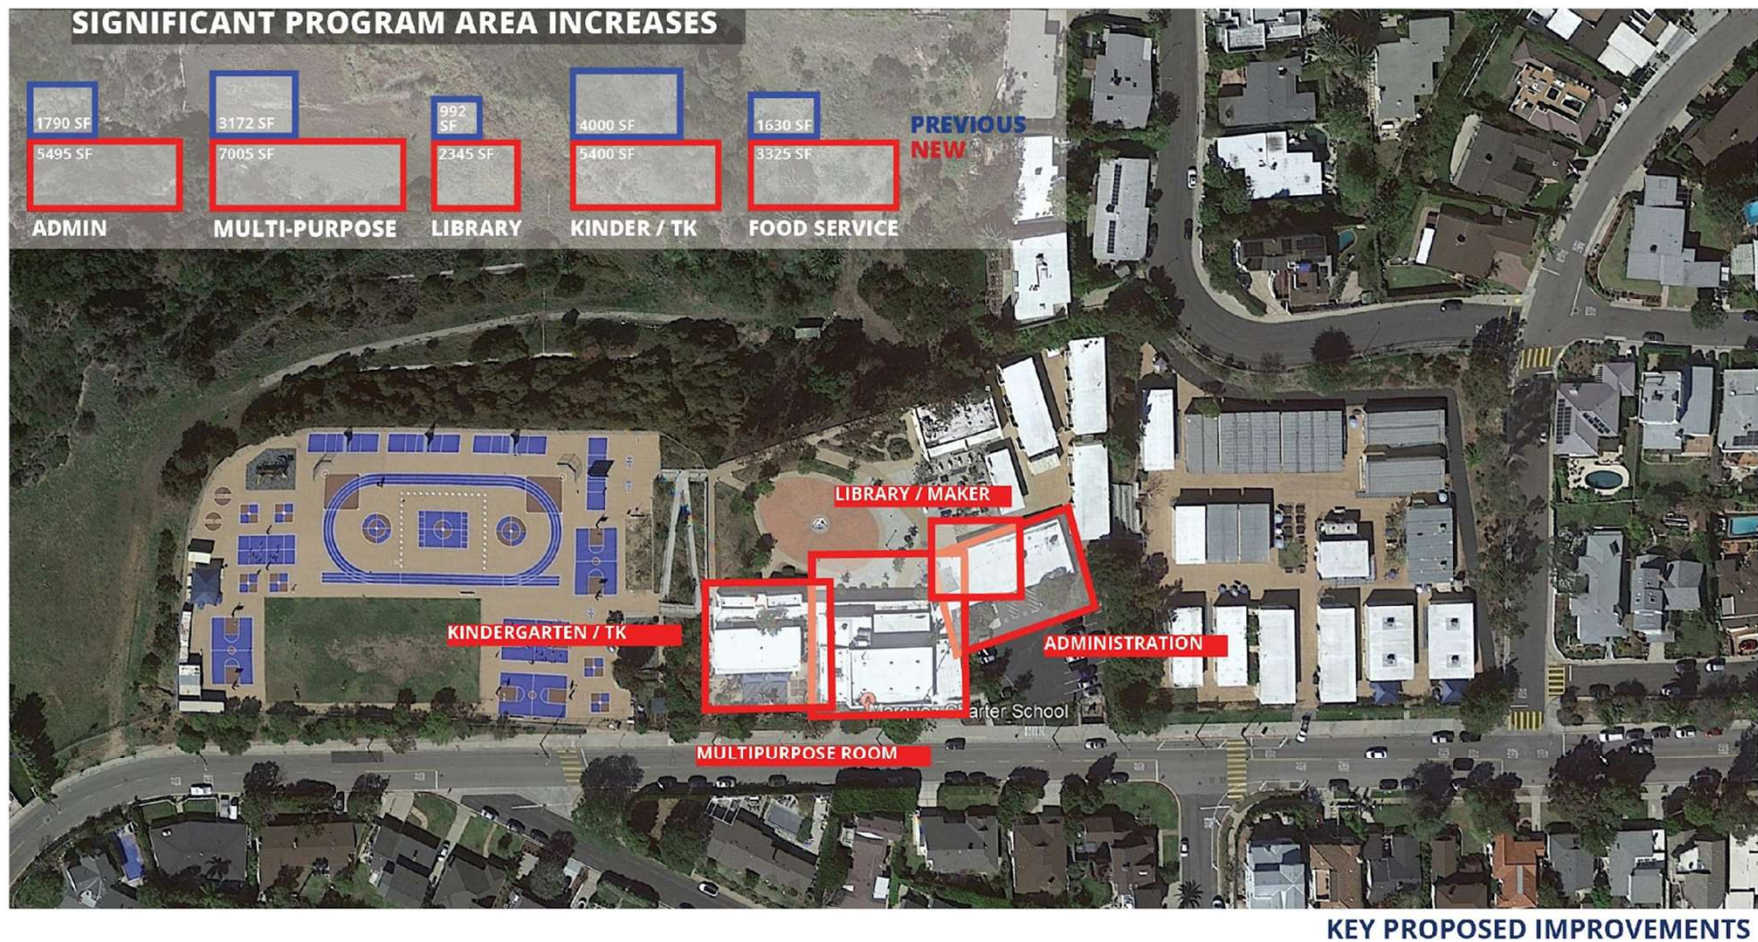 SIGNIFICANT PROGRAM AREA INCREASES
1790 SF
3172 SF
992
SF
4000 SF
1630 SF
PREVIOUS
NEW
5495 SF
7005 SF
2345 SF
5400 SF
3325 SF
ADMIN
MULTI-PURPOSE
LIBRARY
KINDER / TK
FOOD SERVICE
LIBRARY / MAKER
KINDERGARTEN / TK
ADMINISTRATION
Marquez Charter School
MULTIPURPOSE ROOM
KEY PROPOSED IMPROVEMENTS